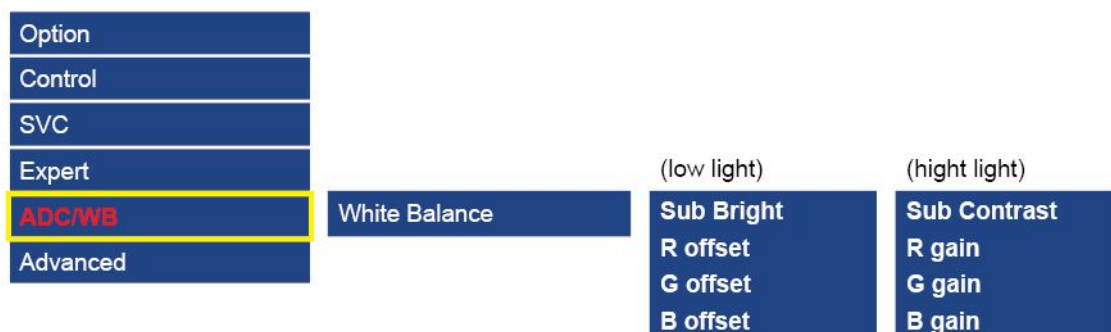 Option
Control
SVC
Expert
ADC/WB
Advanced
White Balance
(low light)
Sub Bright
R offset
G offset
B offset
(hight light)
Sub Contrast
R gain
G gain
B gain